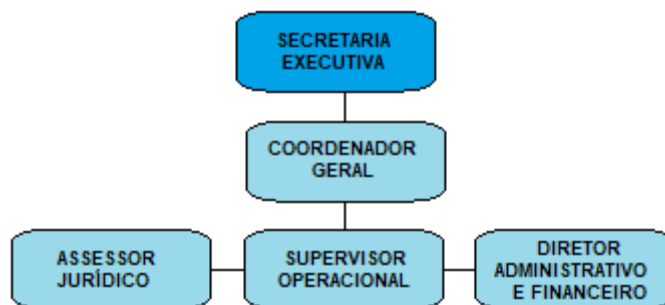 SECRETARIA
EXECUTIVA
COORDENADOR
GERAL
ASSESSOR
JURÍDICO
SUPERVISOR
OPERACIONAL
DIRETOR
ADMINISTRATIVO
E FINANCEIRO